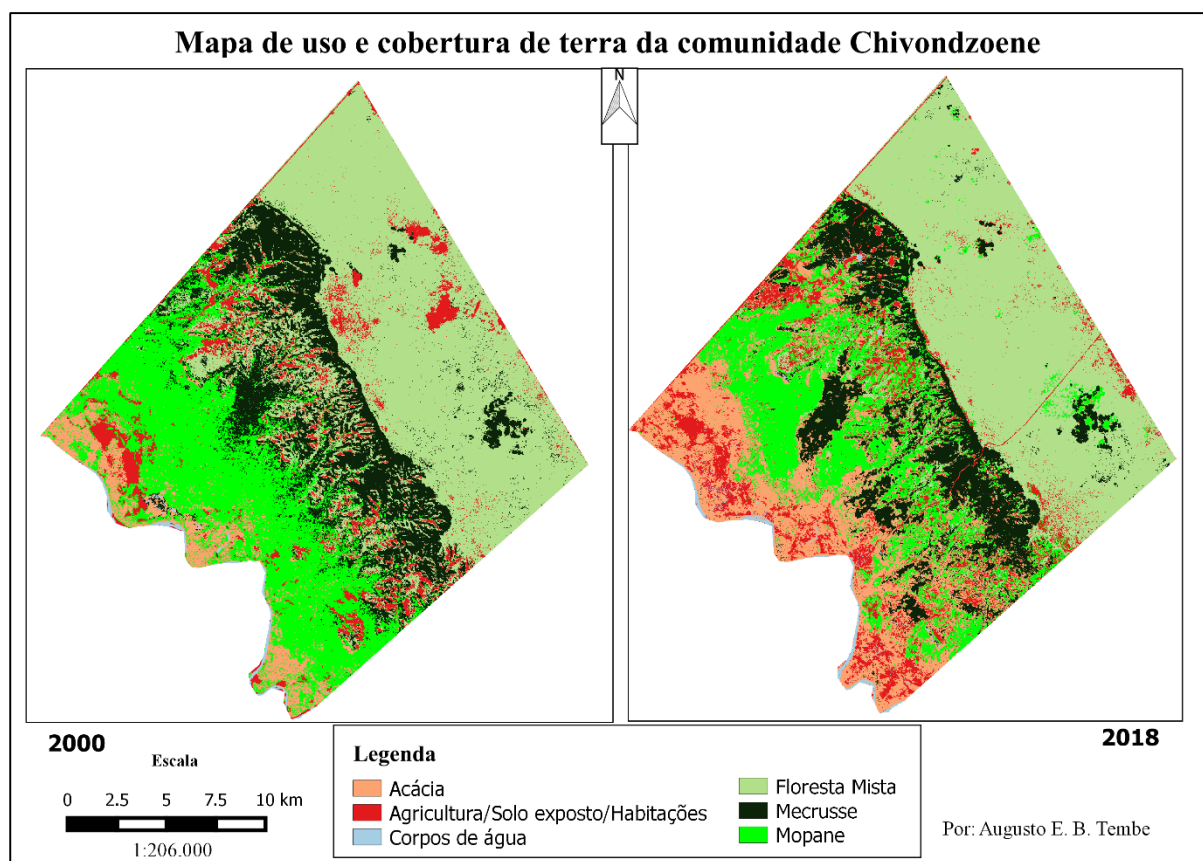 Mapa de uso e cobertura de terra da comunidade Chivondzoene
N
2000
2018
Escala
0 2.5 5 7.5 10 km
1:206.000
Legenda
Acácia
Agricultura/Solo exposto/Habitações
Corpos de água
Floresta Mista
Mecrusse
Mopane
Por: Augusto E. B. Tembe